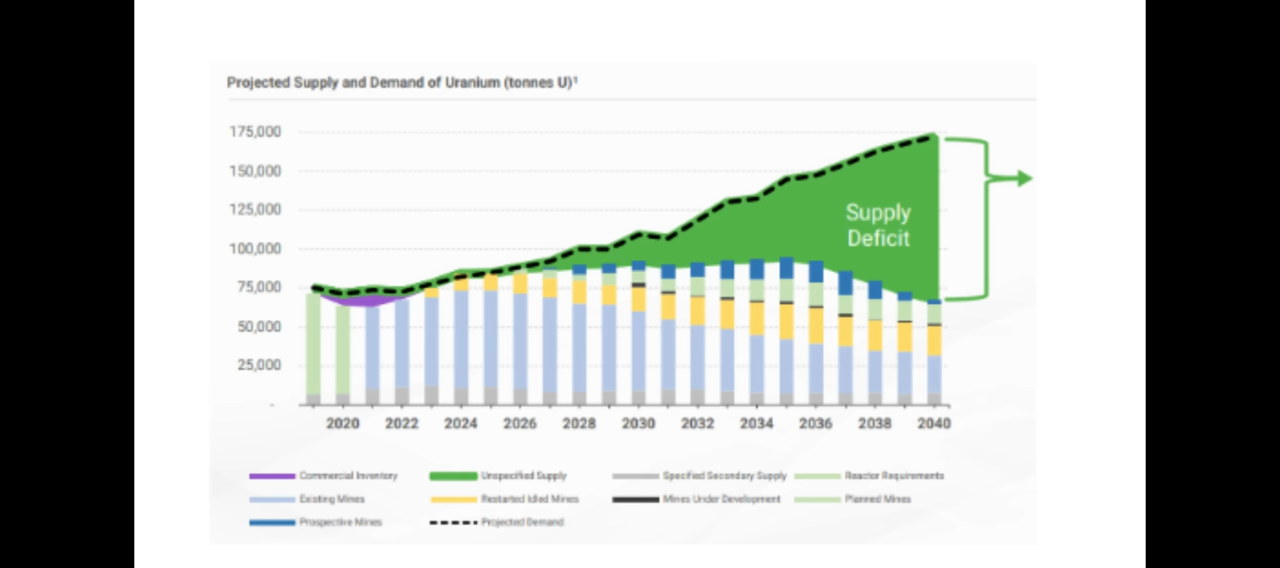 Projected Supply and Demand of Uranium (tonnes U)¹
175,000
150,000
125,000
100,000
75,000
50,000
25,000
-
Supply
Deficit
2020 2022 2024 2026 2028 2030 2032 2034 2036 2038 2040
Commercial Inventory Unspecified Supply Specified Secondary Supply Reactor Requirements
Existing Mines Restarted Idled Mines Mines Under Development Planned Mines
Prospective Mines Projected Demand